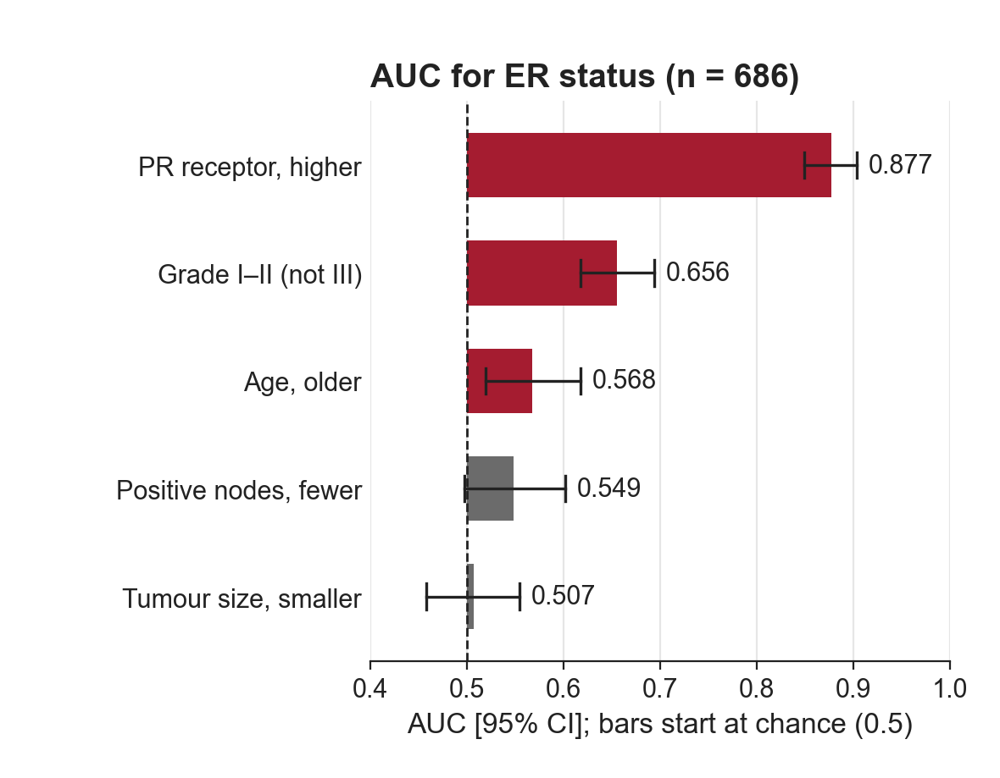 AUC for ER status (n = 686)
PR receptor, higher
0.877
Grade I–II (not III)
0.656
Age, older
0.568
Positive nodes, fewer
0.549
Tumour size, smaller
0.507
0.4 0.5 0.6 0.7 0.8 0.9 1.0
AUC [95% CI]; bars start at chance (0.5)